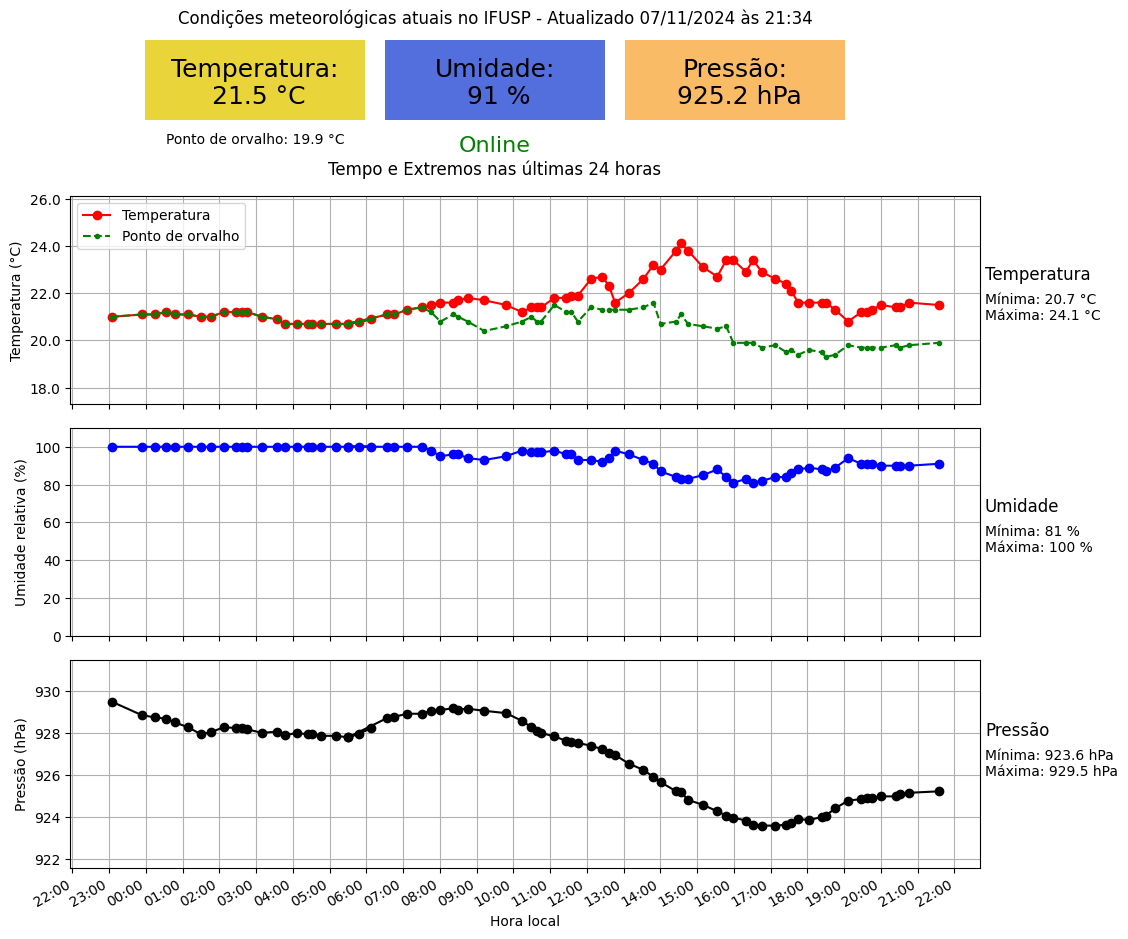 Condições meteorológicas atuais no IFUSP - Atualizado 07/11/2024 às 21:34
Temperatura:
21.5 °C
Umidade:
91 %
Pressão:
925.2 hPa
Ponto de orvalho: 19.9 °C
Online
Tempo e Extremos nas últimas 24 horas
Temperatura (°C)
26.0
24.0
22.0
20.0
18.0
Temperatura
Ponto de orvalho
Temperatura
Mínima: 20.7 °C
Máxima: 24.1 °C
Umidade relativa (%)
100
80
60
40
20
0
Umidade
Mínima: 81 %
Máxima: 100 %
Pressão (hPa)
930
928
926
924
922
Pressão
Mínima: 923.6 hPa
Máxima: 929.5 hPa
22:00 23:00 00:00 01:00 02:00 03:00 04:00 05:00 06:00 07:00 08:00 09:00 10:00 11:00 12:00 13:00 14:00 15:00 16:00 17:00 18:00 19:00 20:00 21:00 22:00
Hora local